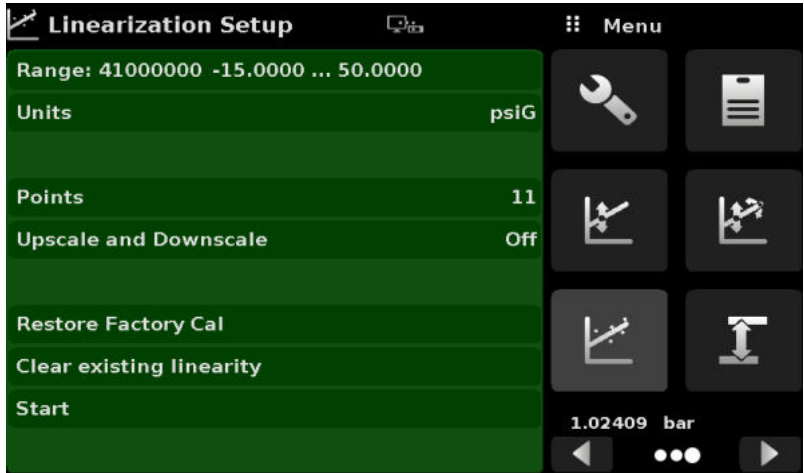 Linearization Setup
Menu
Range: 41000000 -15.0000 ... 50.0000
Units psiG
Points 11
Upscale and Downscale Off
Restore Factory Cal
Clear existing linearity
Start
1.02409 bar